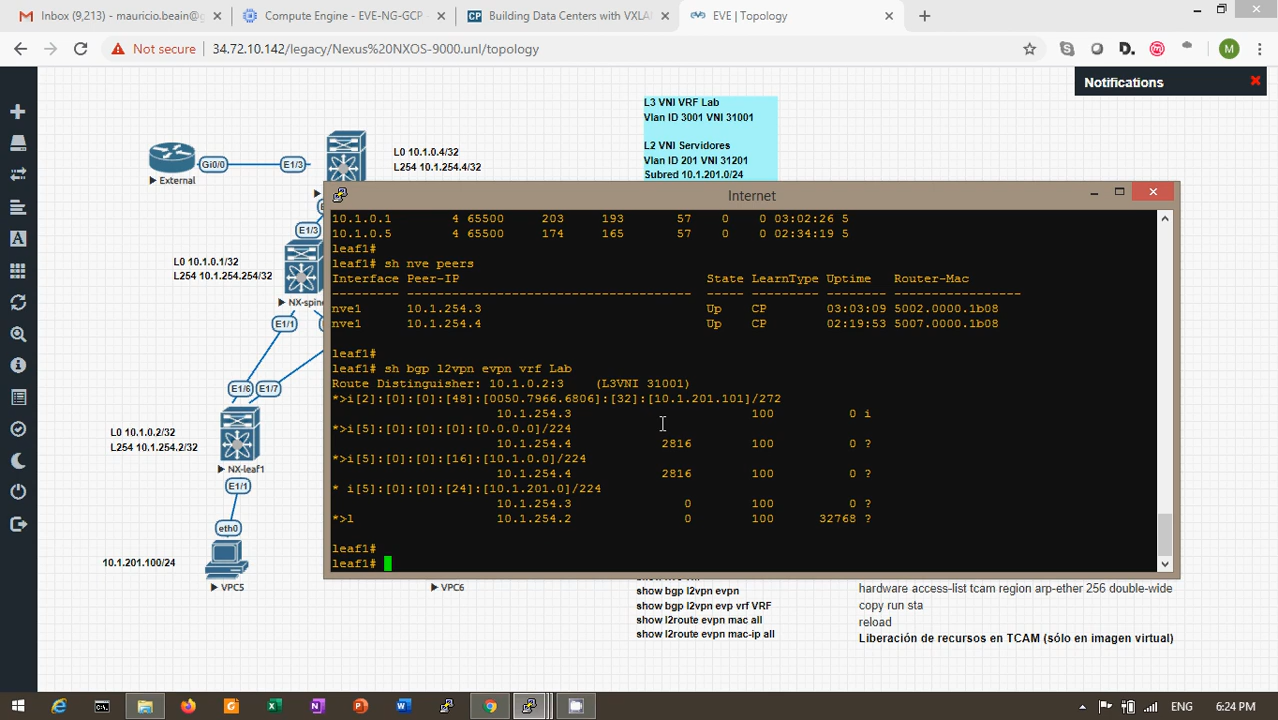 Inbox (9,213) - mauricio.beain@g
Compute Engine - EVE-NG-GCP
Building Data Centers with VXLA
EVE | Topology
Not secure
34.72.10.142/legacy/Nexus%20NXOS-9000.unl/topology
M
Notifications
L3 VNI VRF Lab
Vlan ID 3001 VNI 31001
L2 VNI Servidores
Vlan ID 201 VNI 31201
Subred 10.1.201.0/24
L0 10.1.0.4/32
L254 10.1.254.4/32
Gi0/0
E1/3
External
E1/3
L0 10.1.0.1/32
L254 10.1.254.254/32
NX-spin
E1/1
E1/6
E1/7
L0 10.1.0.2/32
L254 10.1.254.2/32
NX-leaf1
E1/1
eth0
10.1.201.100/24
VPC5
VPC6
Internet
10.1.0.1 4 65500 203 193 57 0 0 03:02:26 5
10.1.0.5 4 65500 174 165 57 0 0 02:34:19 5
leaf1#
leaf1# sh nve peers
Interface Peer-IP State LearnType Uptime Router-Mac
--------- --------------------------------------- ----- --------- -------- -----------------
nve1 10.1.254.3 Up CP 03:03:09 5002.0000.1b08
nve1 10.1.254.4 Up CP 02:19:53 5007.0000.1b08
leaf1#
leaf1# sh bgp l2vpn evpn vrf Lab
Route Distinguisher: 10.1.0.2:3 (L3VNI 31001)
*>i[2]:[0]:[0]:[48]:[0050.7966.6806]:[32]:[10.1.201.101]/272
10.1.254.3 100 0 i
*>i[5]:[0]:[0]:[0]:[0.0.0.0]/224
10.1.254.4 2816 100 0 ?
*>i[5]:[0]:[0]:[16]:[10.1.0.0]/224
10.1.254.4 2816 100 0 ?
* i[5]:[0]:[0]:[24]:[10.1.201.0]/224
10.1.254.3 0 100 0 ?
*>l 10.1.254.2 0 100 32768 ?
leaf1#
leaf1#
show bgp l2vpn evpn
show bgp l2vpn evp vrf VRF
show l2route evpn mac all
show l2route evpn mac-ip all
hardware access-list tcam region arp-ether 256 double-wide
copy run sta
reload
Liberación de recursos en TCAM (sólo en imagen virtual)
ENG
6:24 PM